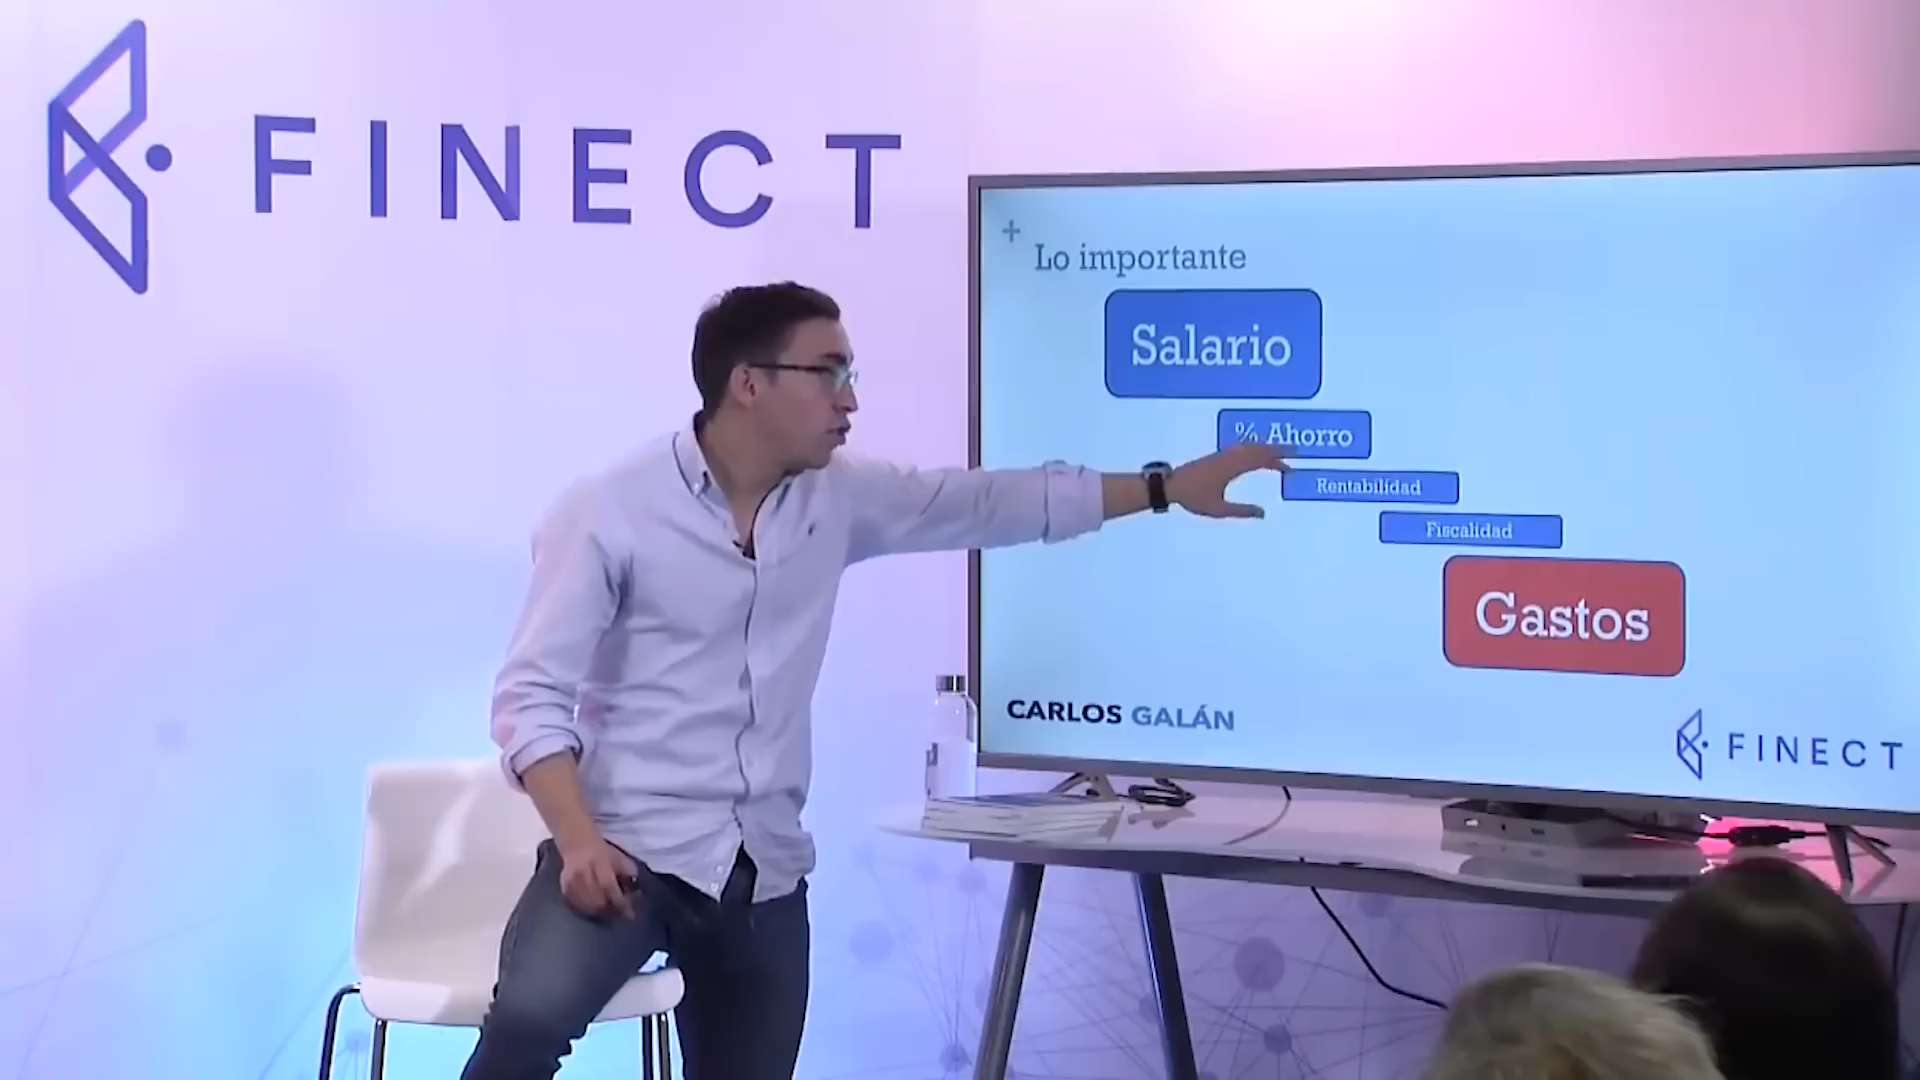 FINECT
+
Lo importante
Salario
% Ahorro
Rentabilidad
Fiscalidad
Gastos
CARLOS GALÁN
FINECT